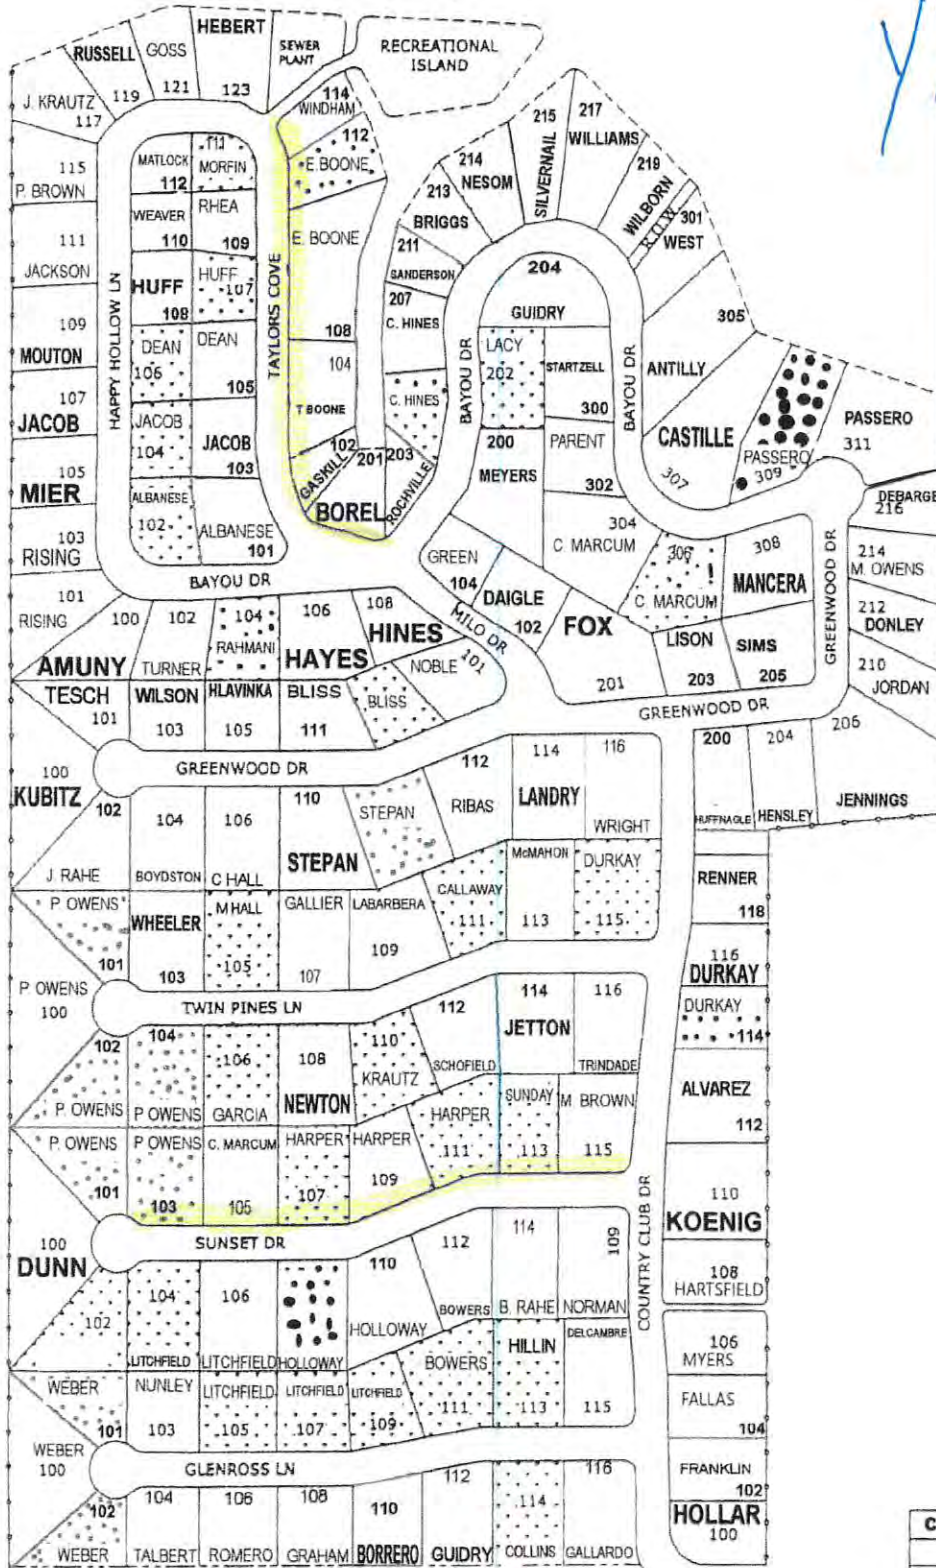 HEBERT
RUSSELL
GOSS
SEWER
PLANT
RECREATIONAL
ISLAND
J. KRAUTZ
117
119
121
123
114
WINDHAM
112
E. BOONE
115
P. BROWN
MATLOCK
112
111
MORFIN
WEAVER
110
RHEA
109
E. BOONE
108
111
JACKSON
HUFF
108
HUFF
107
109
MOUTON
DEAN
106
DEAN
105
104
T BOONE
107
JACOB
JACOB
104
JACOB
103
105
MIER
ALBANESE
102
ALBANESE
101
103
RISING
HAPPY HOLLOW LN
TAYLORS COVE
GASKILL
102
201
BOREL
203
ROCHVILLE
211
SANDERSON
207
C. HINES
C. HINES
213
BRIGGS
214
NESOM
215
SILVERNAIL
217
WILLIAMS
219
WILBORN
R.O.W.
301
WEST
204
GUIDRY
LACY
202
STARTZELL
300
200
MEYERS
PARENT
302
BAYOU DR
BAYOU DR
305
ANTILLY
CASTILLE
307
PASSERO
309
PASSERO
311
DEBARGE
216
214
M. OWENS
212
DONLEY
210
JORDAN
GREENWOOD DR
304
C. MARCUM
306
C. MARCUM
308
MANCERA
GREEN
104
DAIGLE
102
MILO DR
FOX
201
LISON
203
SIMS
205
BAYOU DR
101
RISING
100
AMUNY
102
TURNER
104
RAHMANI
106
HAYES
108
HINES
NOBLE
101
TESCH
101
WILSON
103
HLAVINKA
105
BLISS
111
BLISS
GREENWOOD DR
200
HUFFNAGLE
204
HENSLEY
205
JENNINGS
GREENWOOD DR
100
KUBITZ
102
J. RAHE
104
BOYDSTON
106
C HALL
110
STEPAN
STEPAN
112
RIBAS
114
LANDRY
116
WRIGHT
P OWENS
101
WHEELER
103
M HALL
105
GALLIER
107
LABARBERA
109
CALLAWAY
111
McMAHON
113
DURKAY
115
RENNER
118
116
DURKAY
DURKAY
114
P OWENS
100
TWIN PINES LN
102
P. OWENS
104
P OWENS
106
GARCIA
108
NEWTON
110
KRAUTZ
112
SCHOFIELD
114
JETTON
116
TRINDADE
ALVAREZ
112
P. OWENS
101
P OWENS
103
C. MARCUM
105
HARPER
107
HARPER
109
HARPER
111
SUNDAY
113
M BROWN
115
110
KOENIG
108
HARTSFIELD
COUNTRY CLUB DR
100
DUNN
SUNSET DR
102
104
LITCHFIELD
106
LITCHFIELD
HOLLOWAY
110
HOLLOWAY
112
BOWERS
114
B. RAHE
109
NORMAN
106
MYERS
WEBER
101
NUNLEY
103
LITCHFIELD
105
LITCHFIELD
107
LITCHFIELD
109
BOWERS
111
HILLIN
113
DELCAMBRE
115
FALLAS
104
WEBER
100
GLENROSS LN
FRANKLIN
102
HOLLAR
100
102
WEBER
104
TALBERT
106
ROMERO
108
GRAHAM
110
BORRERO
112
GUIDRY
114
COLLINS
116
GALLARDO